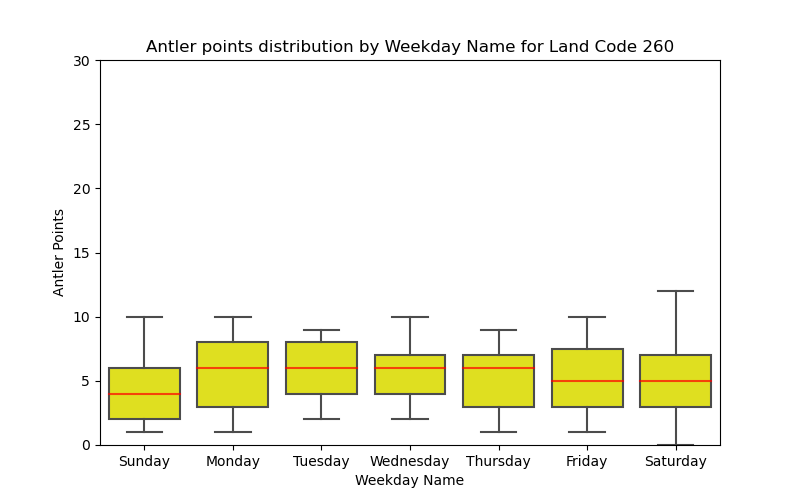 Antler points distribution by Weekday Name for Land Code 260
30
25
20
15
10
5
0
Antler Points
Sunday Monday Tuesday Wednesday Thursday Friday Saturday
Weekday Name